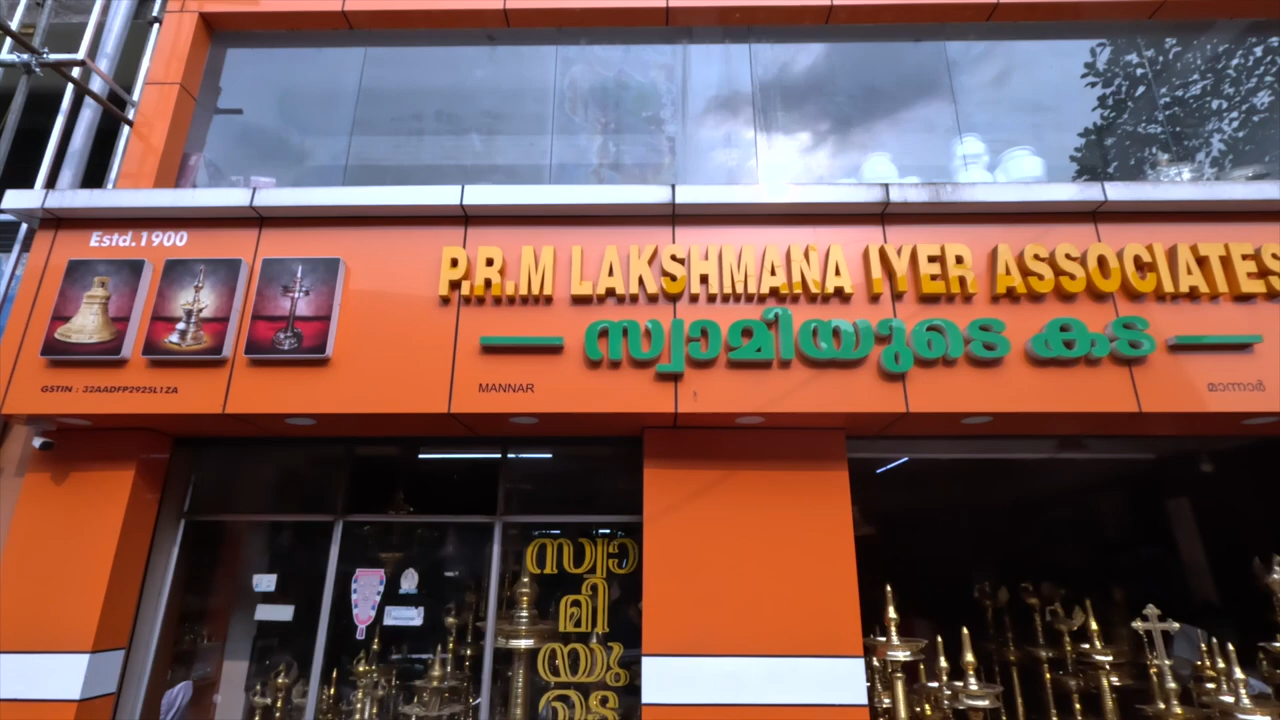 Estd.1900
P.R.M LAKSHMANA IYER ASSOCIATES
സ്വാമിയുടെ കട
GSTIN : 32AADFP2925L1ZA
MANNAR
മാന്നാർ
സ്വാ
മി
യു
ടെ